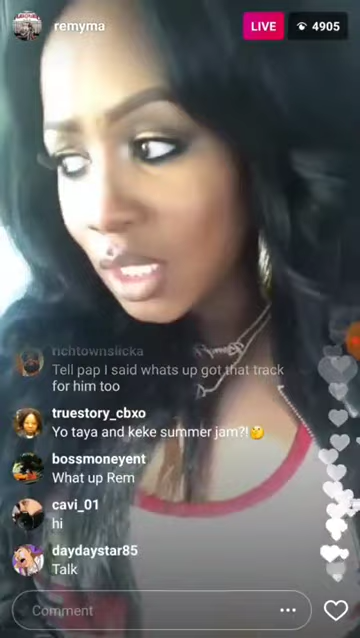 remyma
LIVE
4905
richtownslicka
Tell pap I said whats up got that track
for him too
truestory_cbxo
Yo taya and keke summer jam?!🤔
bossmoneyent
What up Rem
cavi_01
hi
daydaystar85
Talk
Comment